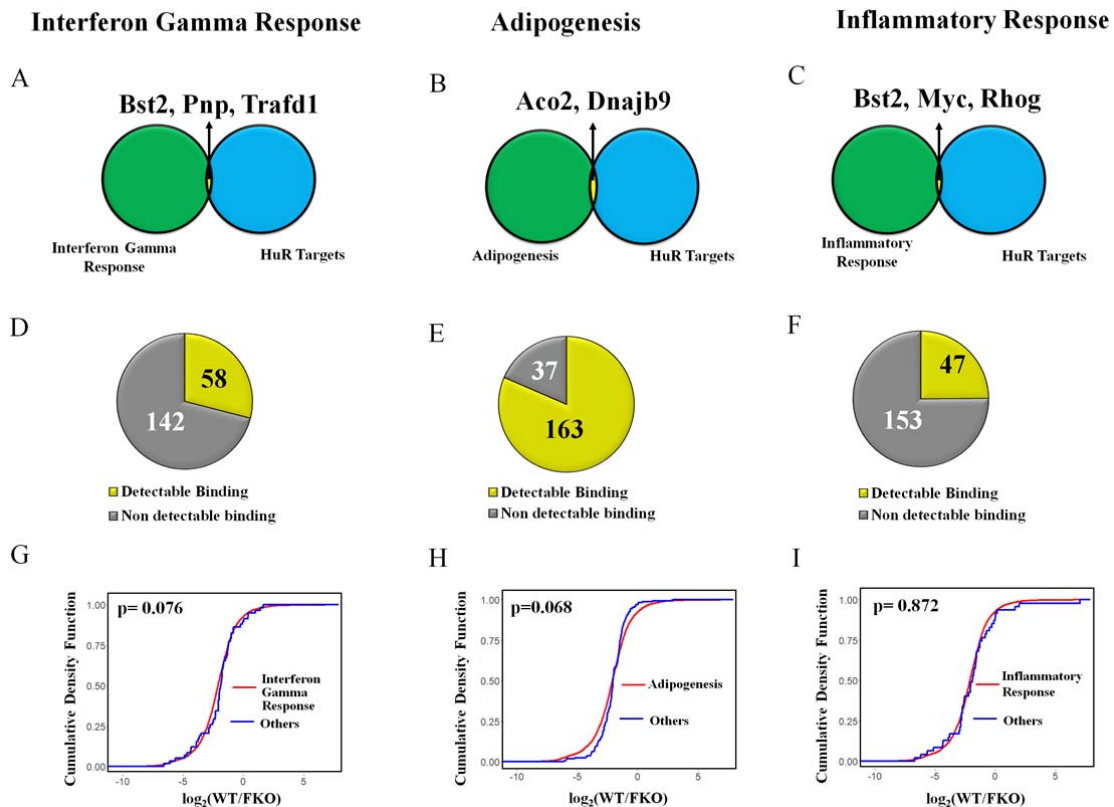 Interferon Gamma Response
Adipogenesis
Inflammatory Response
A
Bst2, Pnp, Trafd1
Interferon Gamma
Response
HuR Targets
B
Aco2, Dnajb9
Adipogenesis
HuR Targets
C
Bst2, Myc, Rhog
Inflammatory
Response
HuR Targets
D
58
142
Detectable Binding
Non detectable binding
E
37
163
Detectable Binding
Non detectable binding
F
47
153
Detectable Binding
Non detectable binding
G
p= 0.076
Cumulative Density Function
1.00
0.75
0.50
0.25
0.00
Interferon
Gamma
Response
Others
-10 -5 0 5
log₂(WT/FKO)
H
p=0.068
Cumulative Density Function
1.00
0.75
0.50
0.25
0.00
Adipogenesis
Others
-10 -5 0 5
log₂(WT/FKO)
I
p= 0.872
Cumulative Density Function
1.00
0.75
0.50
0.25
0.00
Inflammatory
Response
Others
-10 -5 0 5
log₂(WT/FKO)